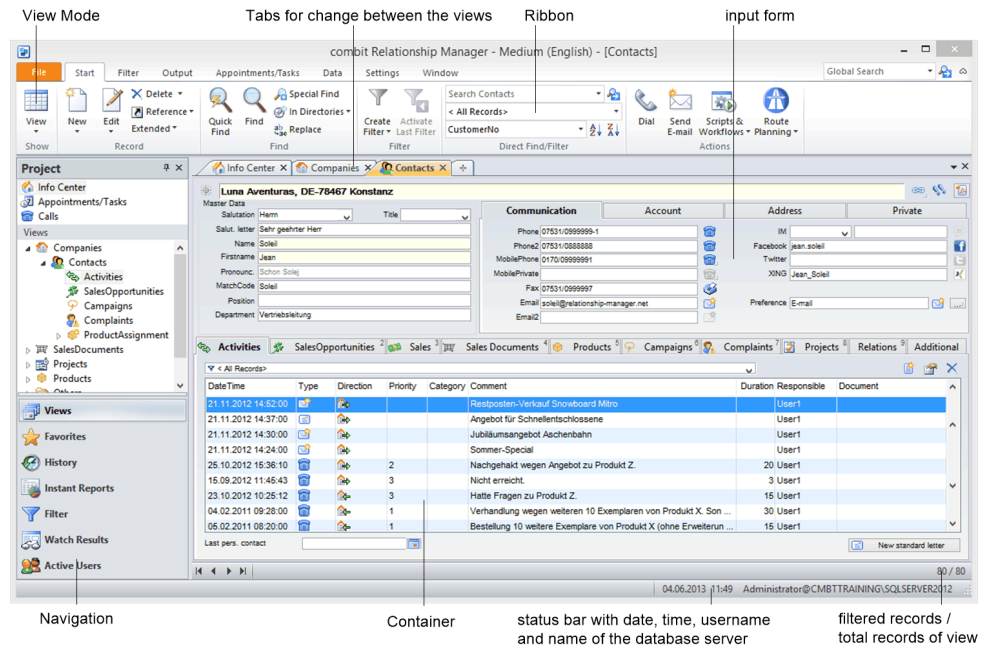 View Mode
Tabs for change between the views
Ribbon
input form
combit Relationship Manager - Medium (English) - [Contacts]
File Start Filter Output Appointments/Tasks Data Settings Window Global Search
View
New
Edit
Delete
Reference
Extended
Quick Find
Find
Special Find
In Directories
Replace
Create Filter
Activate Last Filter
Search Contacts
< All Records>
CustomerNo
Dial
Send E-mail
Scripts & Workflows
Route Planning
Show Record Find Filter Direct Find/Filter Actions
Project
Info Center Companies Contacts
Info Center
Appointments/Tasks
Calls
Views
Companies
Contacts
Activities
SalesOpportunities
Campaigns
Complaints
ProductAssignment
SalesDocuments
Projects
Products
Others
Views
Favorites
History
Instant Reports
Filter
Watch Results
Active Users
Luna Aventuras, DE-78467 Konstanz
Master Data
Salutation Herrn Title
Salut. letter Sehr geehrter Herr
Name Soleil
Firstname Jean
Pronounc. Schon Solej
MatchCode Soleil
Position
Department Vertriebsleitung
Communication Account Address Private
Phone 07531/0999999-1
Phone2 07531/0888888
MobilePhone 0170/09999991
MobilePrivate
Fax 07531/0999997
Email soleil@relationship-manager.net
Email2
IM
Facebook jean.soleil
Twitter
XING Jean_Soleil
Preference E-mail
Activities SalesOpportunities 2 Sales 3 Sales Documents 4 Products 5 Campaigns 6 Complaints 7 Projects 8 Relations 9 Additional
< All Records>
DateTime Type Direction Priority Category Comment Duration Responsible Document
21.11.2012 14:52:00 Restposten-Verkauf Snowboard Mitro User1
21.11.2012 14:37:00 Angebot für Schnellentschlossene User1
21.11.2012 14:30:00 Jubiläumsangebot Aschenbahn User1
21.11.2012 14:24:00 Sommer-Special User1
25.10.2012 15:36:10 2 Nachgehakt wegen Angebot zu Produkt Z. 20 User1
15.09.2012 11:45:43 3 Nicht erreicht. 3 User1
23.10.2012 10:25:12 3 Hatte Fragen zu Produkt Z. 15 User1
04.02.2011 09:28:00 1 Verhandlung wegen weiteren 10 Exemplaren von Produkt X. Son ... 30 User1
05.02.2011 08:20:00 1 Bestellung 10 weitere Exemplare von Produkt X (ohne Erweiterun ... 15 User1
Last pers. contact
New standard letter
80 / 80
04.06.2013 11:49 Administrator@CMBTTRAINING\SQLSERVER2012
Navigation
Container
status bar with date, time, username
and name of the database server
filtered records /
total records of view